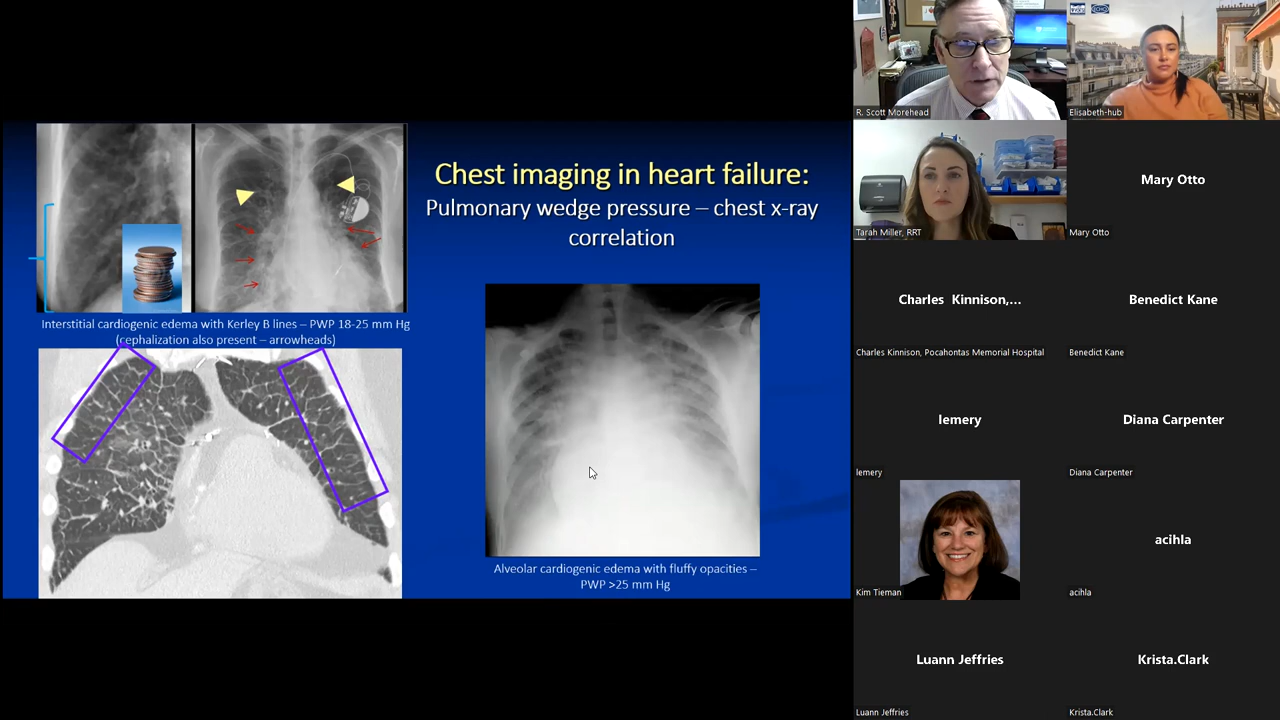 Chest imaging in heart failure:
Pulmonary wedge pressure – chest x-ray
correlation
Interstitial cardiogenic edema with Kerley B lines – PWP 18-25 mm Hg
(cephalization also present – arrowheads)
Alveolar cardiogenic edema with fluffy opacities –
PWP >25 mm Hg
R. Scott Morehead
Elisabeth-hub
Tarah Miller, RRT
Mary Otto
Mary Otto
Charles Kinnison,...
Charles Kinnison, Pocahontas Memorial Hospital
Benedict Kane
Benedict Kane
lemery
lemery
Diana Carpenter
Diana Carpenter
Kim Tieman
acihla
acihla
Luann Jeffries
Luann Jeffries
Krista.Clark
Krista.Clark